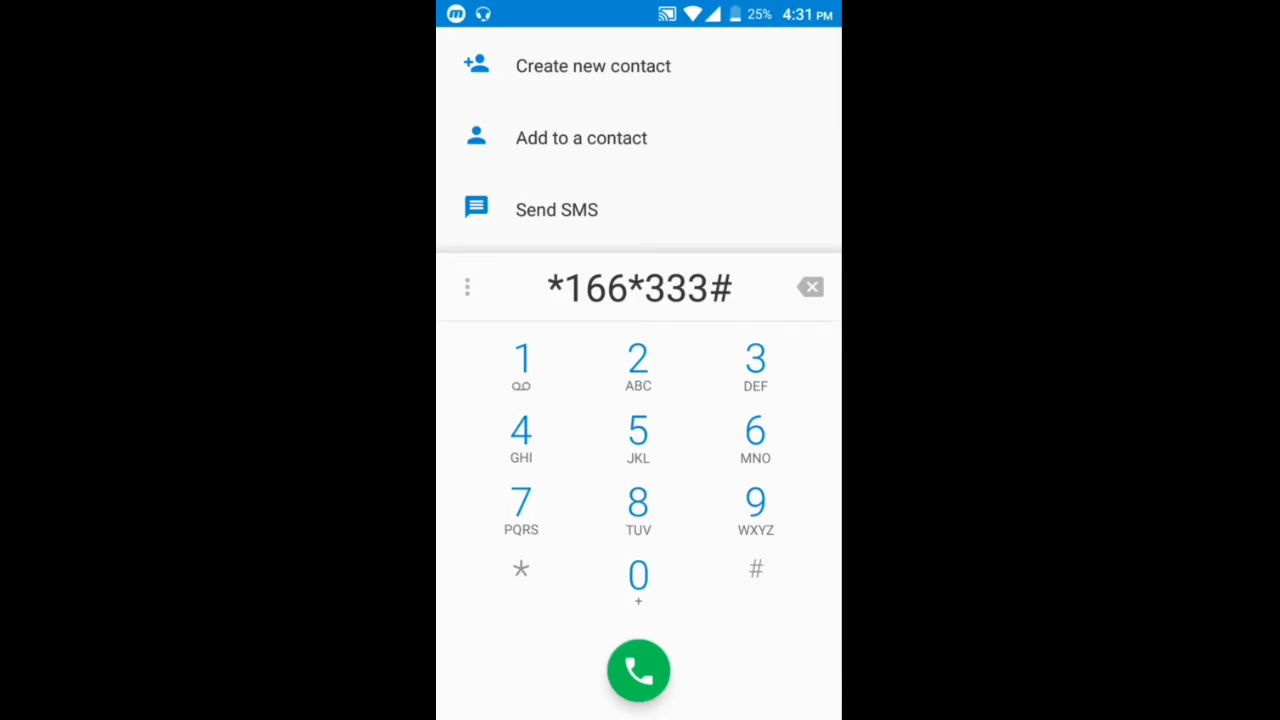 25% 4:31 PM
Create new contact
Add to a contact
Send SMS
*166*333#
1 2 3
ABC DEF
4 5 6
GHI JKL MNO
7 8 9
PQRS TUV WXYZ
* 0 #
+